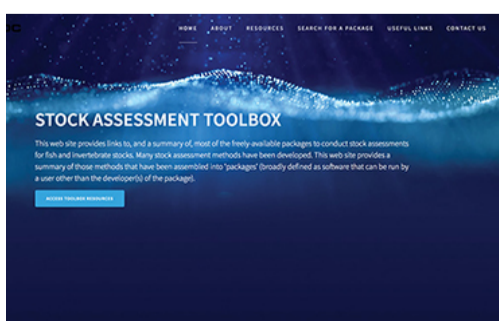 HOME ABOUT RESOURCES SEARCH FOR A PACKAGE USEFUL LINKS CONTACT US
STOCK ASSESSMENT TOOLBOX
This web site provides links to, and a summary of, most of the freely-available packages to conduct stock assessments
for fish and invertebrate stocks. Many stock assessment methods have been developed. This web site provides a
summary of those methods that have been assembled into 'packages' (broadly defined as software that can be run by
a user other than the developer(s) of the package).
ACCESS TOOLBOX RESOURCES